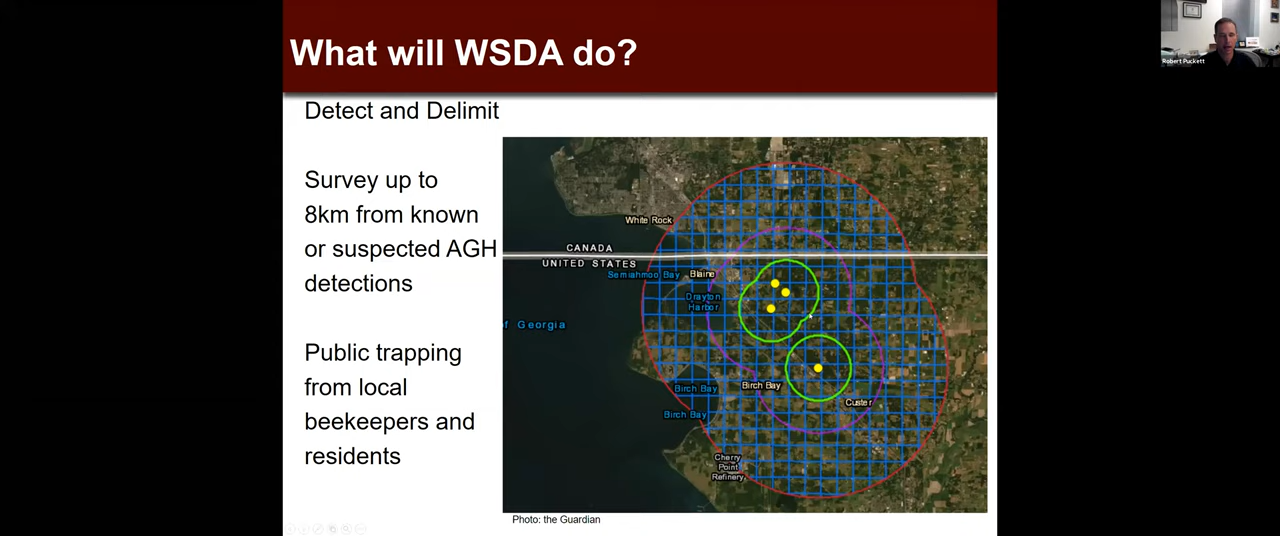 What will WSDA do?
Robert Puckett
Detect and Delimit
Survey up to
8km from known
or suspected AGH
detections
Public trapping
from local
beekeepers and
residents
White Rock
CANADA
UNITED STATES
Semiahmoo Bay
Blaine
Drayton
Harbor
f Georgia
Birch Bay
Birch Bay
Custer
Birch Bay
Cherry
Point
Refinery
Photo: the Guardian